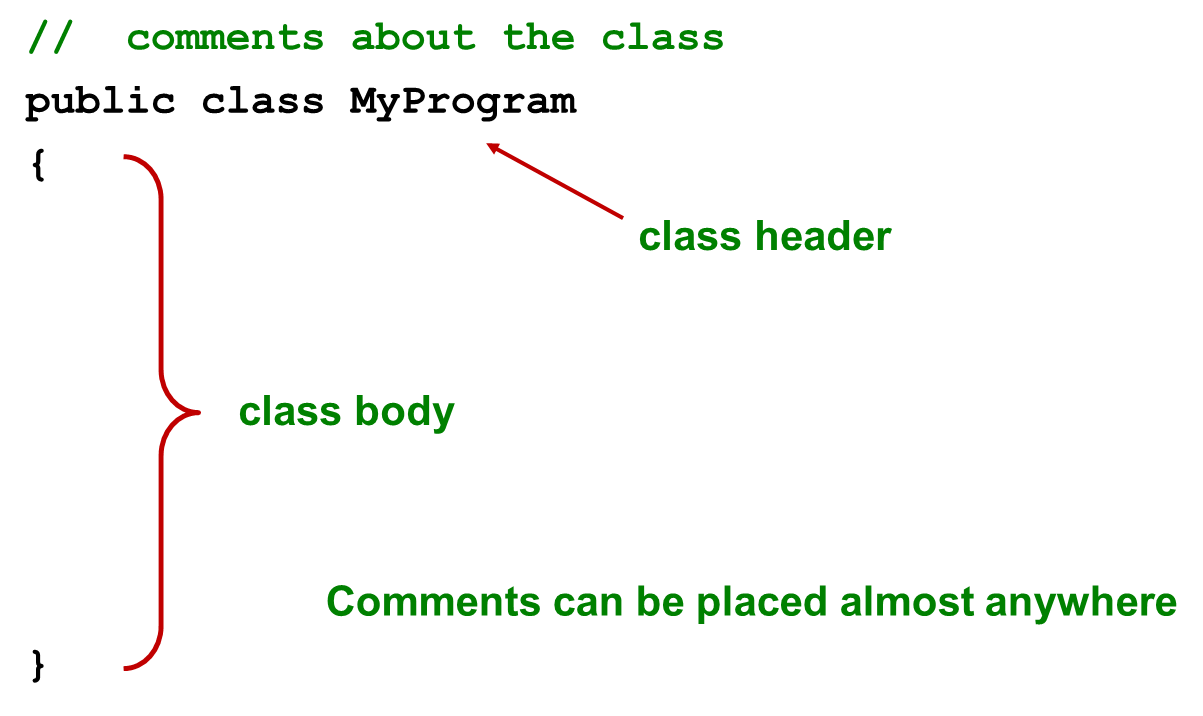 //  comments about the class
public class MyProgram
{
class header
class body
Comments can be placed almost anywhere
}